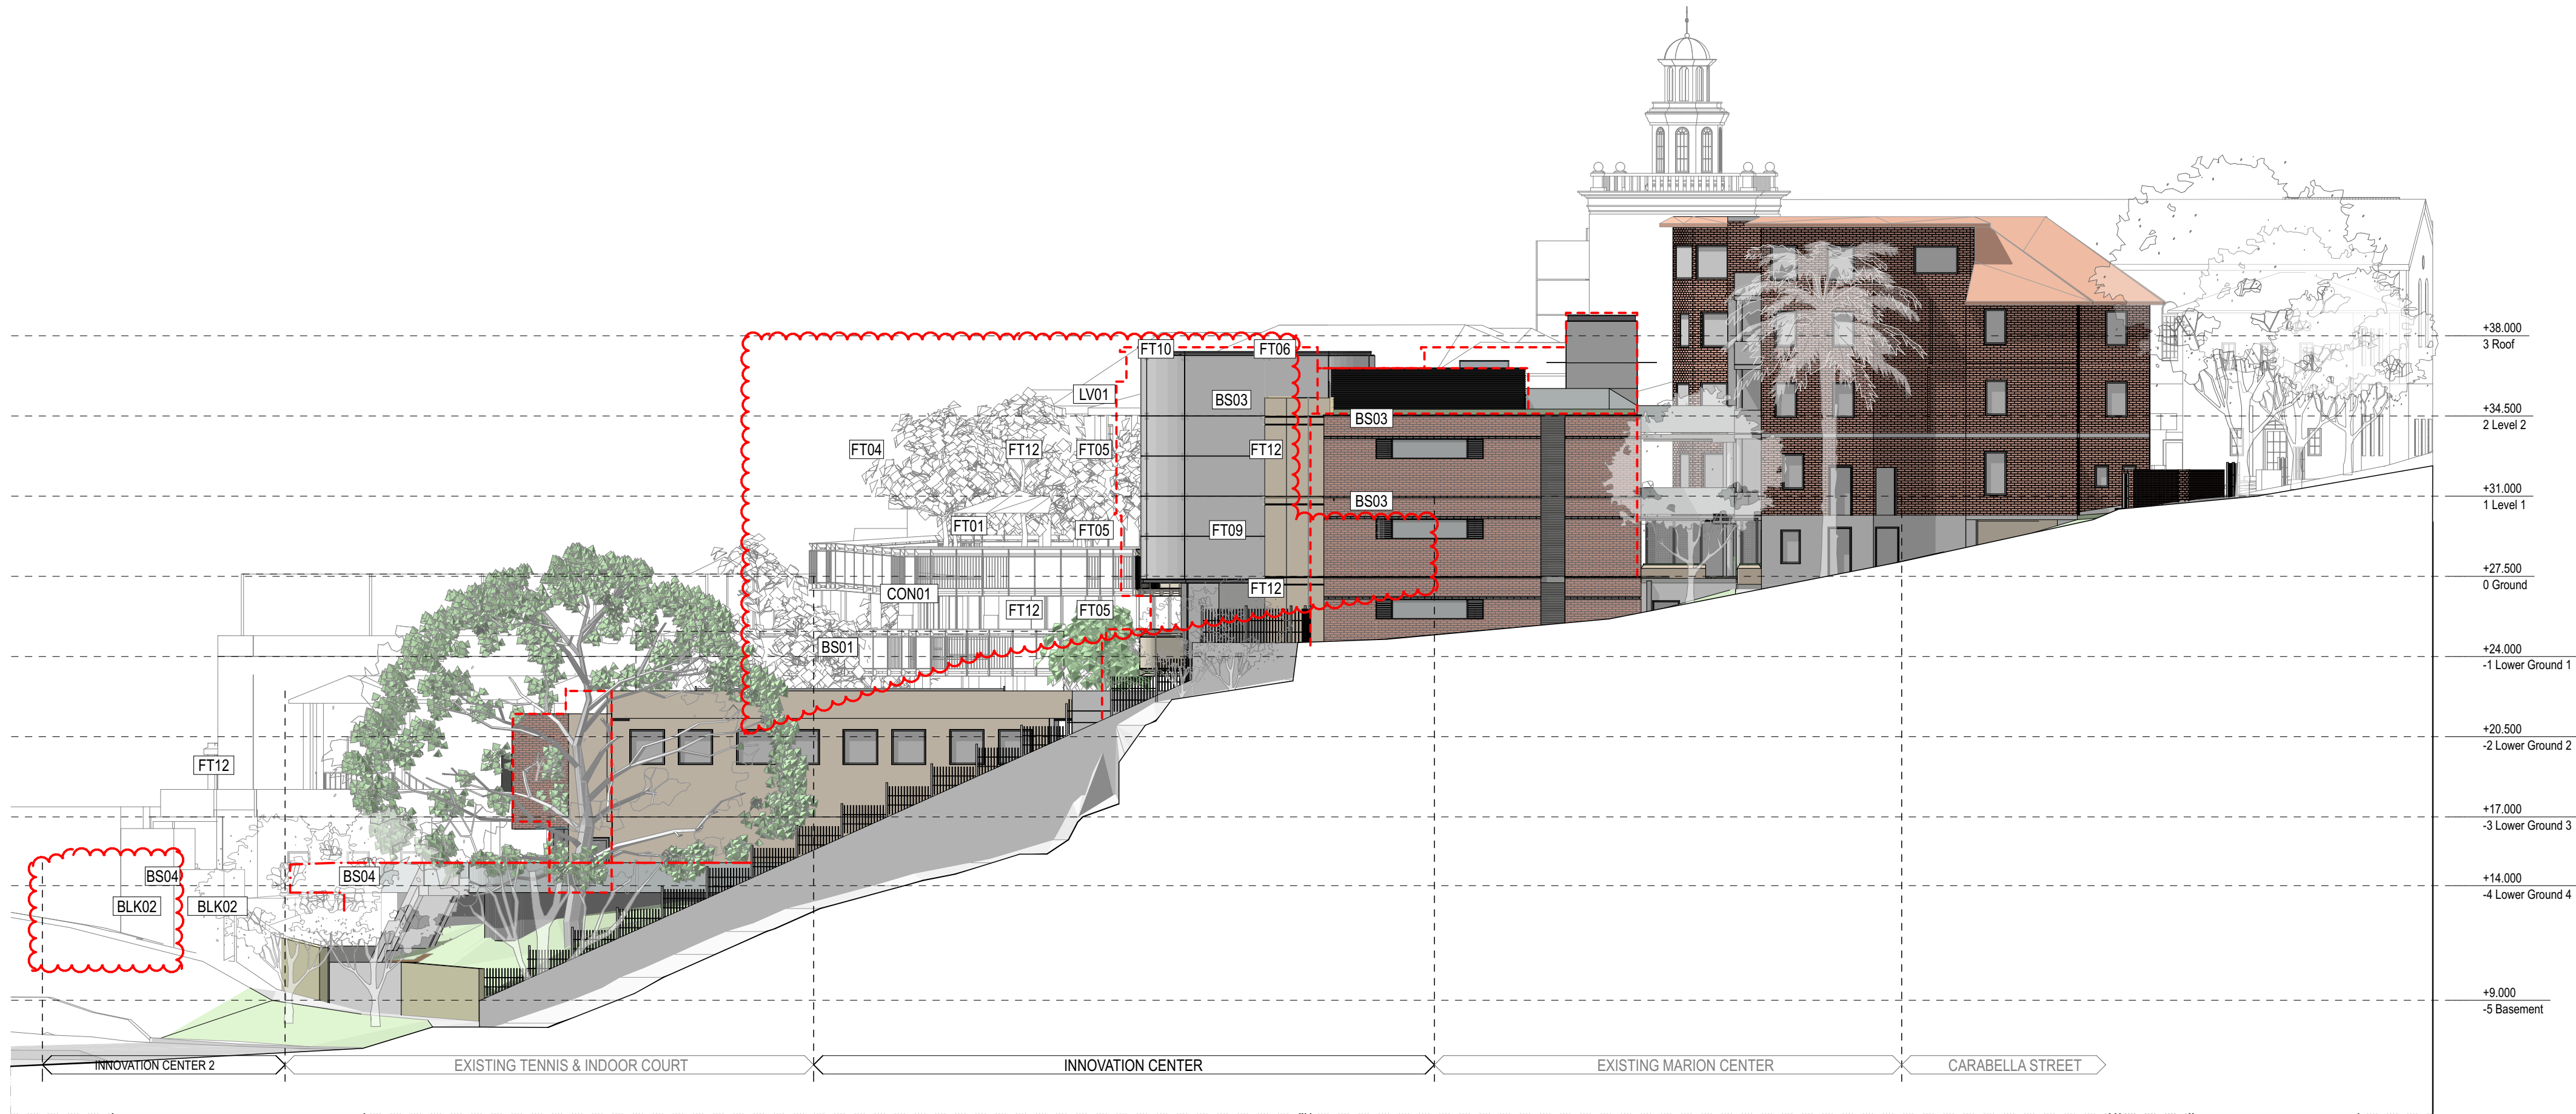 +38.000
3 Roof
FT10
FT06
LV01
BS03
BS03
+34.500
2 Level 2
FT04
FT12
FT05
FT12
+31.000
1 Level 1
BS03
FT01
FT05
FT09
+27.500
0 Ground
CON01
FT12
FT12
FT05
BS01
+24.000
-1 Lower Ground 1
+20.500
-2 Lower Ground 2
FT12
+17.000
-3 Lower Ground 3
BS04
BS04
+14.000
-4 Lower Ground 4
BLK02
BLK02
+9.000
-5 Basement
INNOVATION CENTER 2
EXISTING TENNIS & INDOOR COURT
INNOVATION CENTER
EXISTING MARION CENTER
CARABELLA STREET